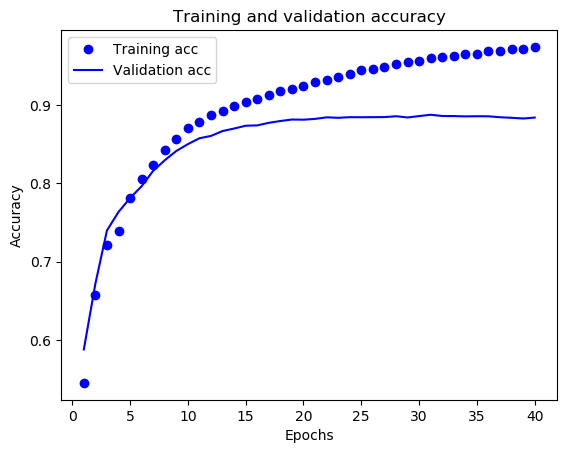 Training and validation accuracy
Training acc
Validation acc
0.9
0.8
0.7
0.6
Accuracy
0 5 10 15 20 25 30 35 40
Epochs